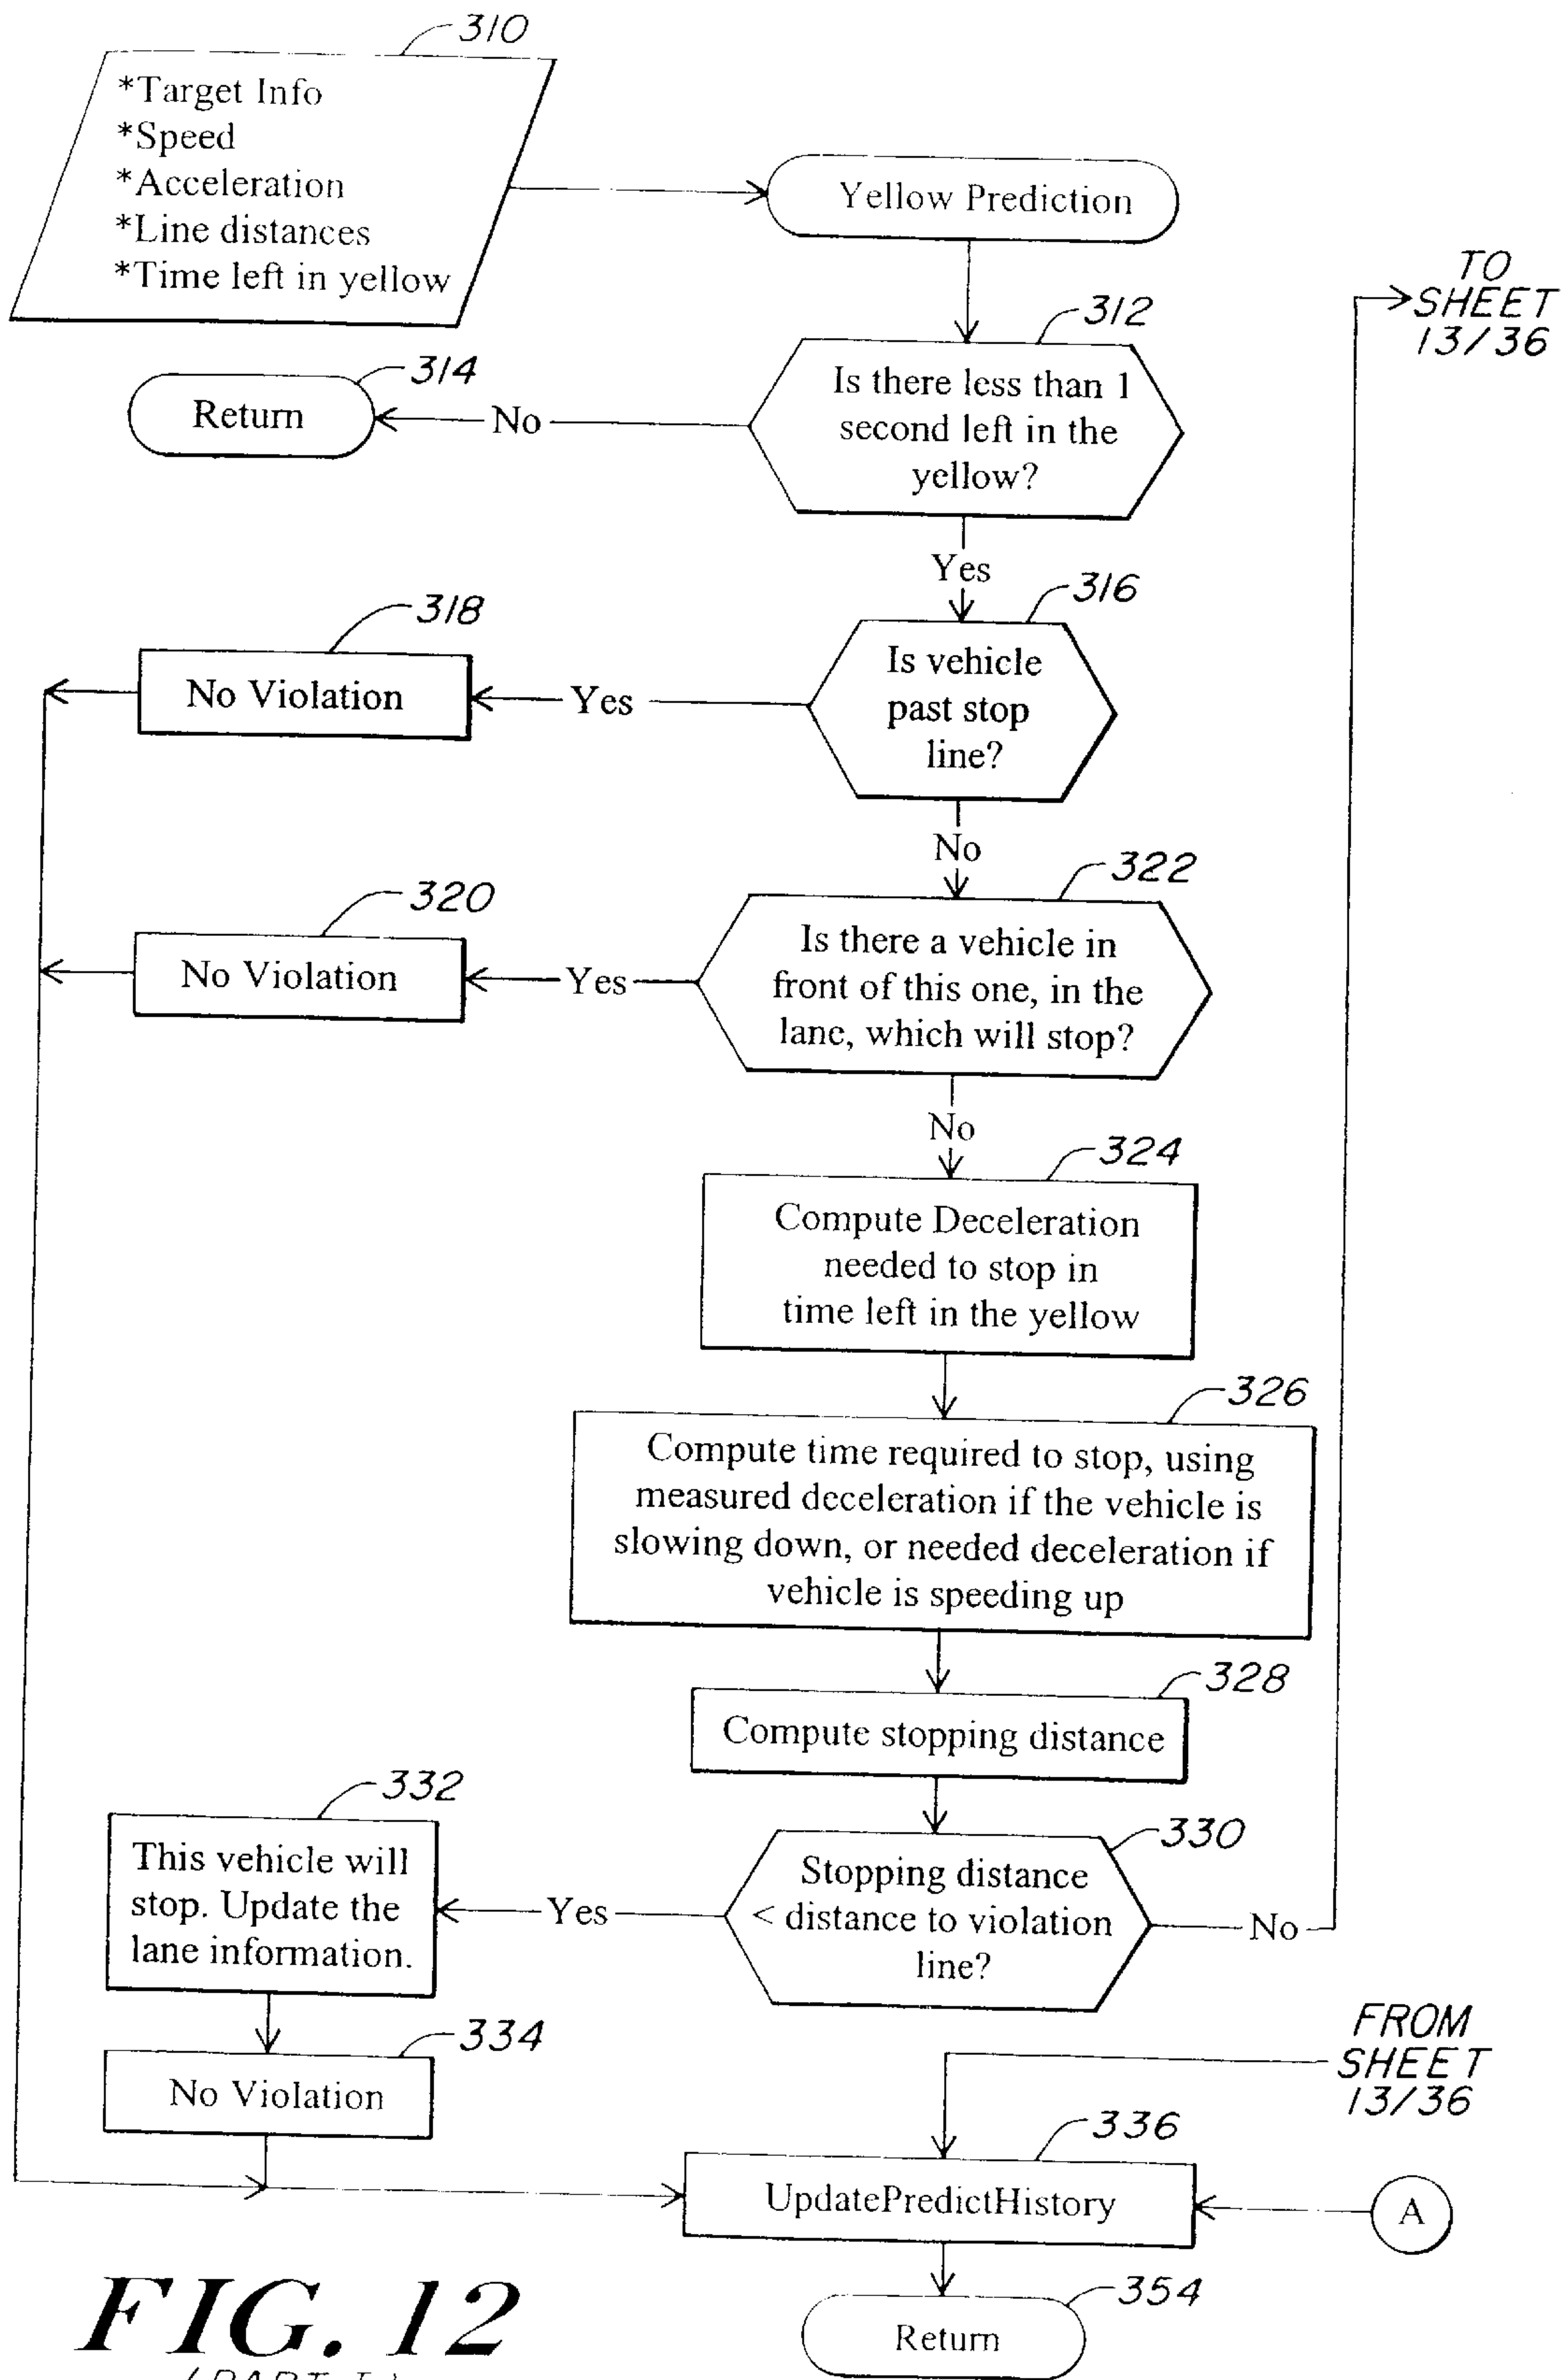 310
*Target Info
*Speed
*Acceleration
*Line distances
*Time left in yellow
Yellow Prediction
TO
SHEET
13/36
312
Is there less than 1
second left in the
yellow?
314
Return
No
Yes
316
Is vehicle
past stop
line?
318
No Violation
Yes
No
322
Is there a vehicle in
front of this one, in the
lane, which will stop?
320
No Violation
Yes
No
324
Compute Deceleration
needed to stop in
time left in the yellow
326
Compute time required to stop, using
measured deceleration if the vehicle is
slowing down, or needed deceleration if
vehicle is speeding up
328
Compute stopping distance
330
Stopping distance
< distance to violation
line?
332
This vehicle will
stop. Update the
lane information.
Yes
No
334
No Violation
FROM
SHEET
13/36
336
UpdatePredictHistory
A
354
Return
FIG. 12
(PART I)